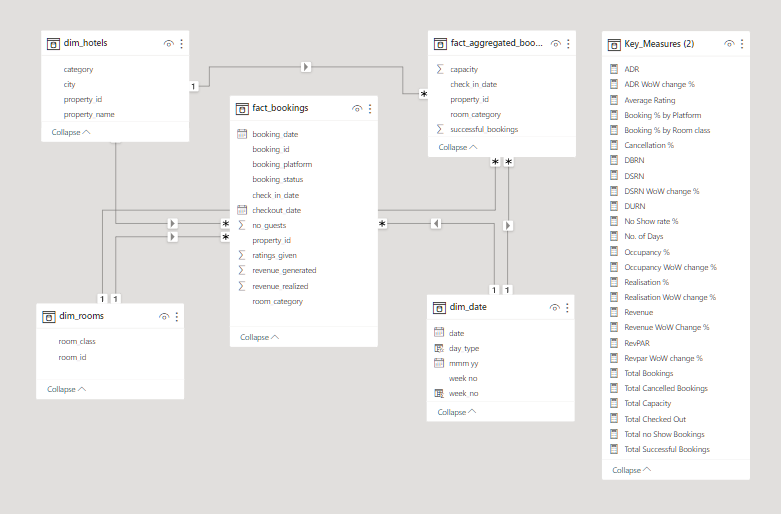 dim_hotels
category
city
property_id
property_name
Collapse
1
*
fact_aggregated_boo...
capacity
check_in_date
property_id
room_category
successful_bookings
Collapse
*
*
fact_bookings
booking_date
booking_id
booking_platform
booking_status
check_in_date
checkout_date
no_guests
property_id
ratings_given
revenue_generated
revenue_realized
room_category
Collapse
*
*
*
1
1
dim_rooms
room_class
room_id
Collapse
1
1
dim_date
date
day_type
mmm yy
week no
week_no
Collapse
Key_Measures (2)
ADR
ADR WoW change %
Average Rating
Booking % by Platform
Booking % by Room class
Cancellation %
DBRN
DSRN
DSRN WoW change %
DURN
No Show rate %
No. of Days
Occupancy %
Occupancy WoW change %
Realisation %
Realisation WoW change %
Revenue
Revenue WoW Change %
RevPAR
Revpar WoW change %
Total Bookings
Total Cancelled Bookings
Total Capacity
Total Checked Out
Total no Show Bookings
Total Successful Bookings
Collapse